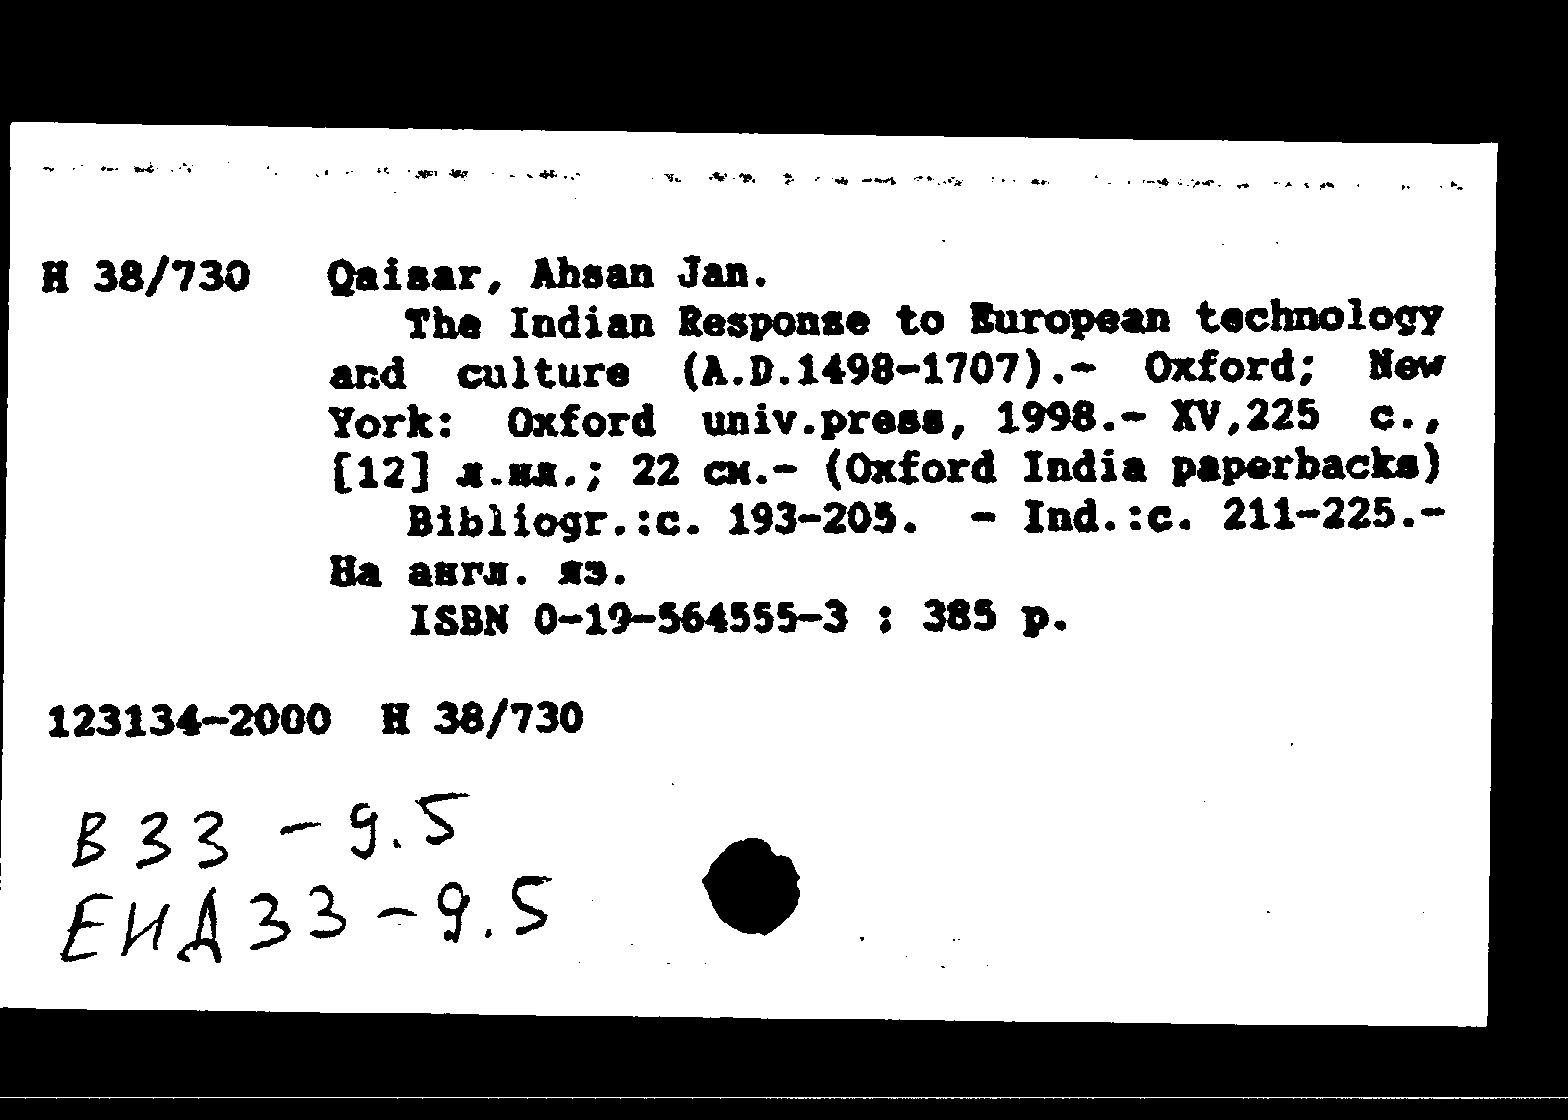 Н 38/730 Qaisar, Ahsan Jan.
The Indian Response to European technology
and culture (A.D.1498-1707).- Oxford; New
York: Oxford univ.press, 1998.- XV,225 с.,
[12] л.ил.; 22 см.- (Oxford India paperbacks)
Bibliogr.:с. 193-205. - Ind.:с. 211-225.-
На англ. яз.
ISBN 0-19-564555-3 : 385 р.
123134-2000 Н 38/730
В 33 - 9.5
ЕИД 33 - 9.5